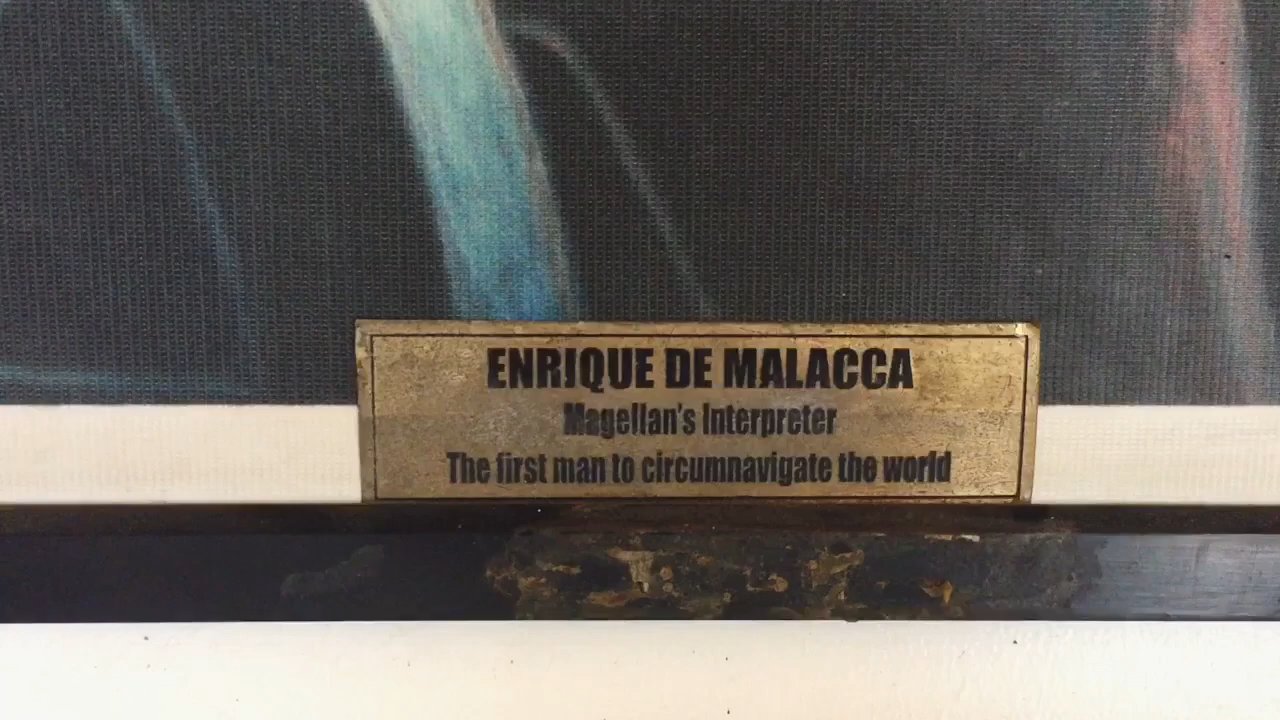 ENRIQUE DE MALACCA
Magellan's Interpreter
The first man to circumnavigate the world